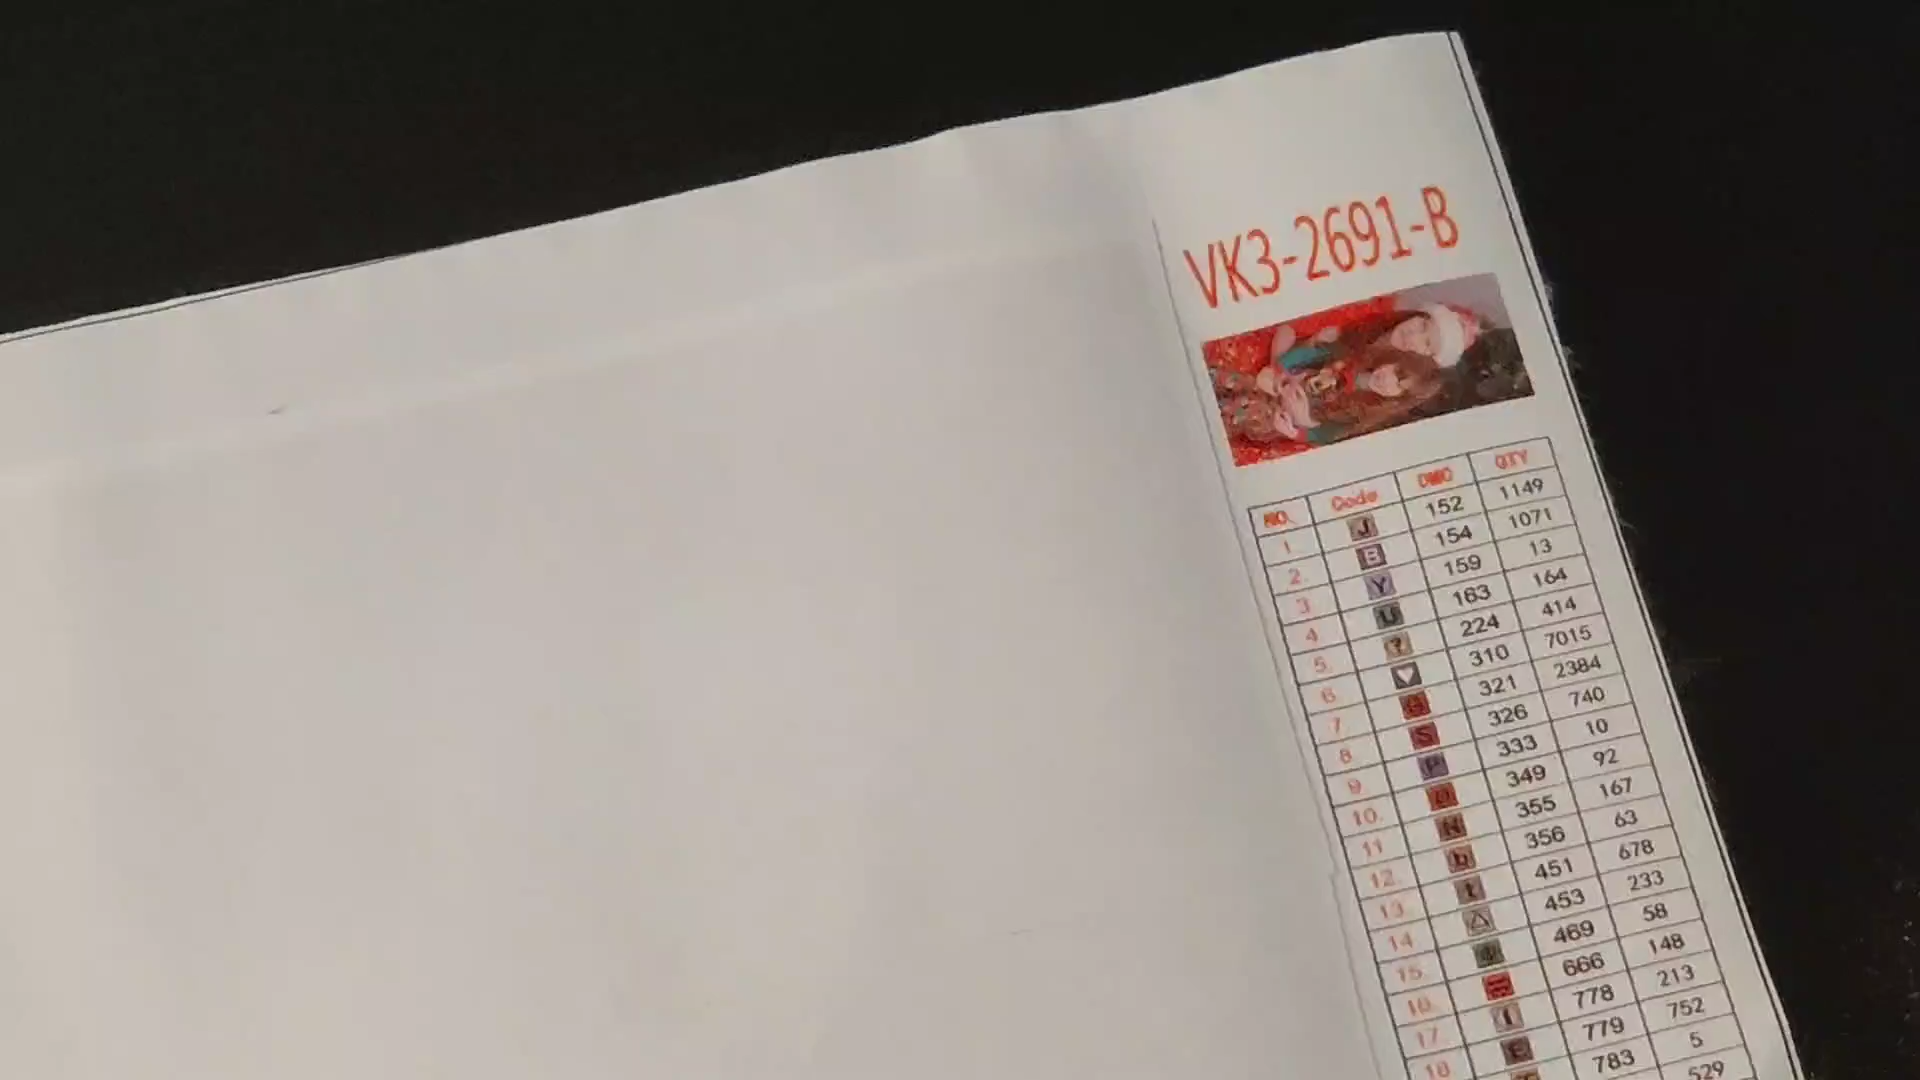 VK3-2691-B
NO. Code DMC QTY
1. J 152 1149
2. B 154 1071
3 Y 159 13
4 U 163 164
5. ? 224 414
6. ♥ 310 7015
7 321 2384
8. S 326 740
9 P 333 10
10. 349 92
11 N 355 167
12. b 356 63
13. t 451 678
14 △ 453 233
15. 469 58
16. 666 148
17. 778 213
18 E 779 752
783 5
529